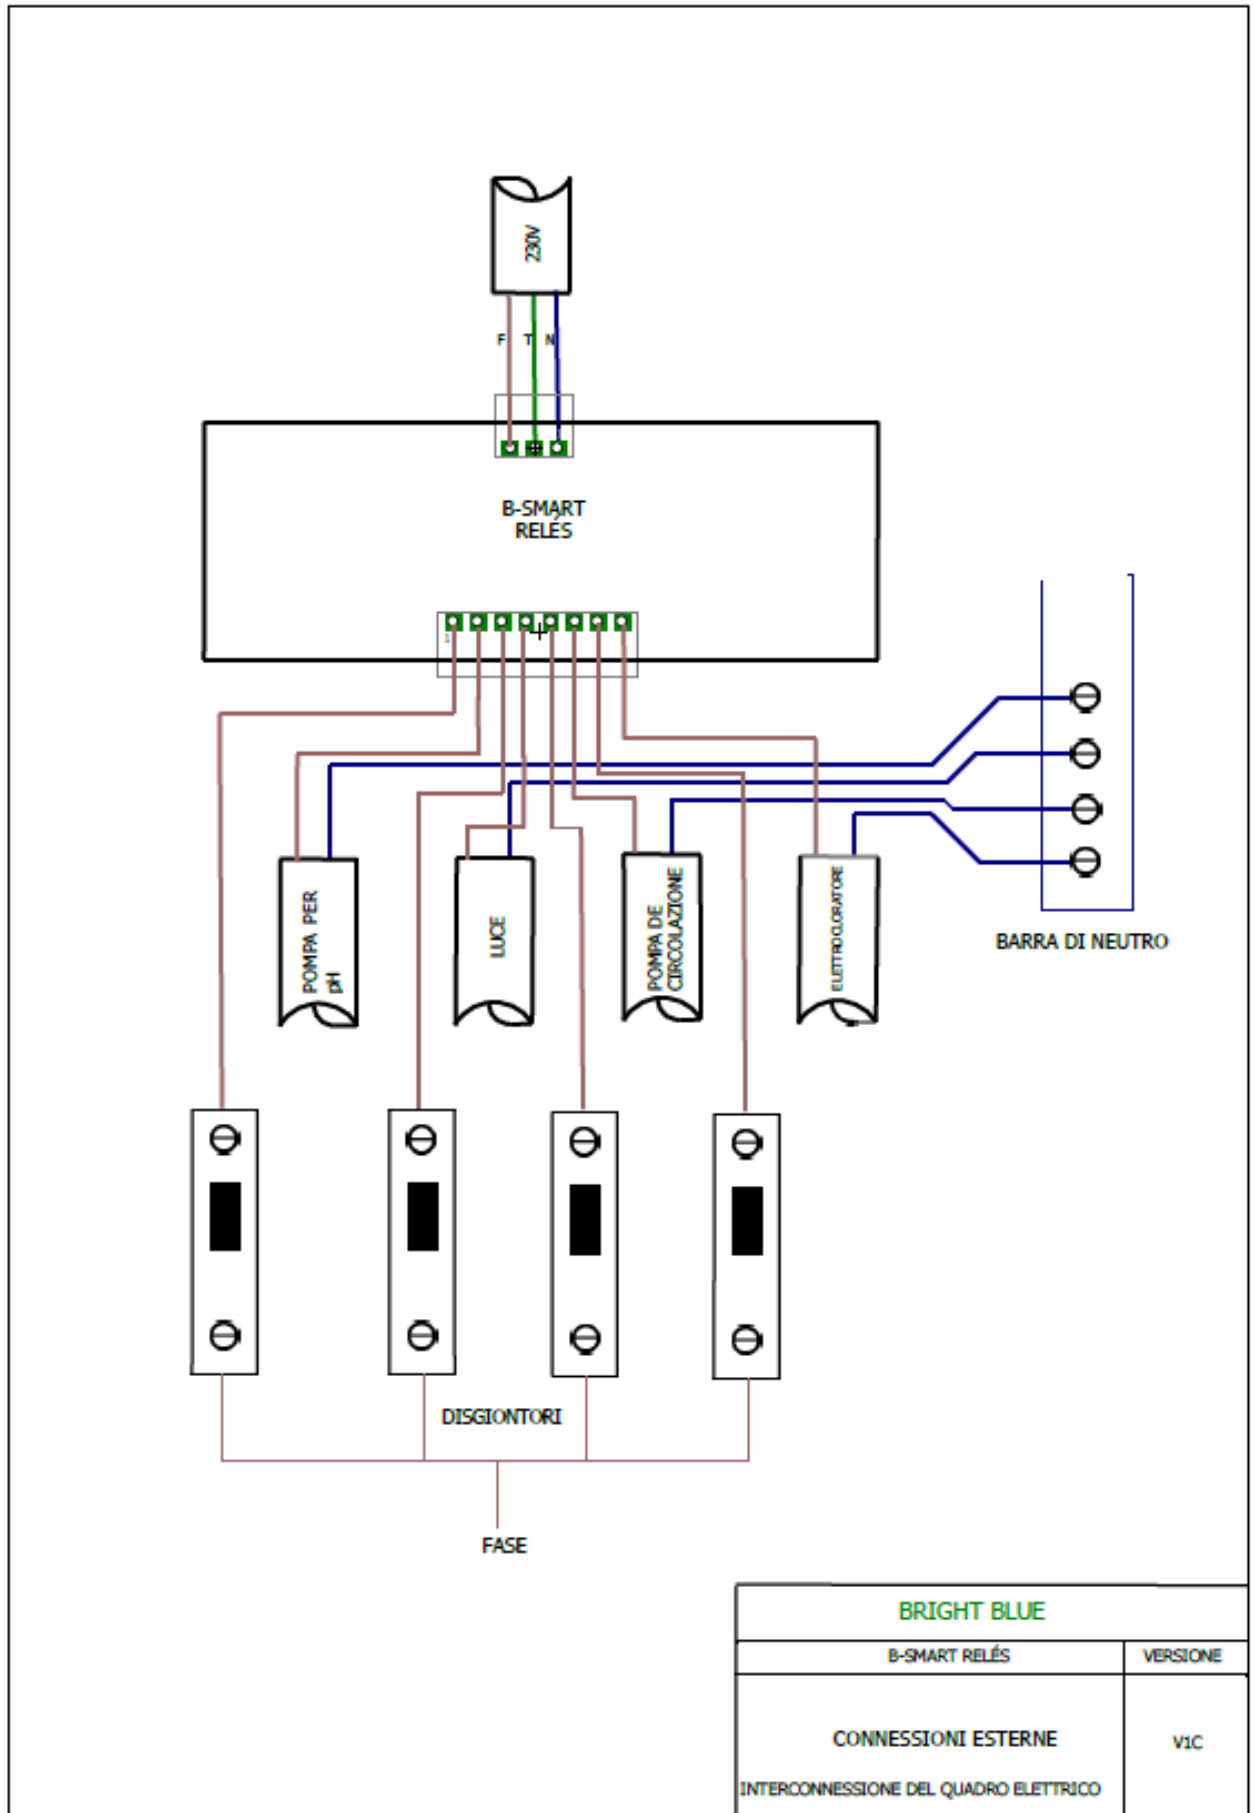 230V
F T N
B-SMART
RELÉS
POMPA PER
pH
LUCE
POMPA DE
CIRCOLAZIONE
ELETTROCLORATORE
BARRA DI NEUTRO
DISGIONTORI
FASE
BRIGHT BLUE
B-SMART RELÉS
VERSIONE
CONNESSIONI ESTERNE
V1C
INTERCONNESSIONE DEL QUADRO ELETTRICO